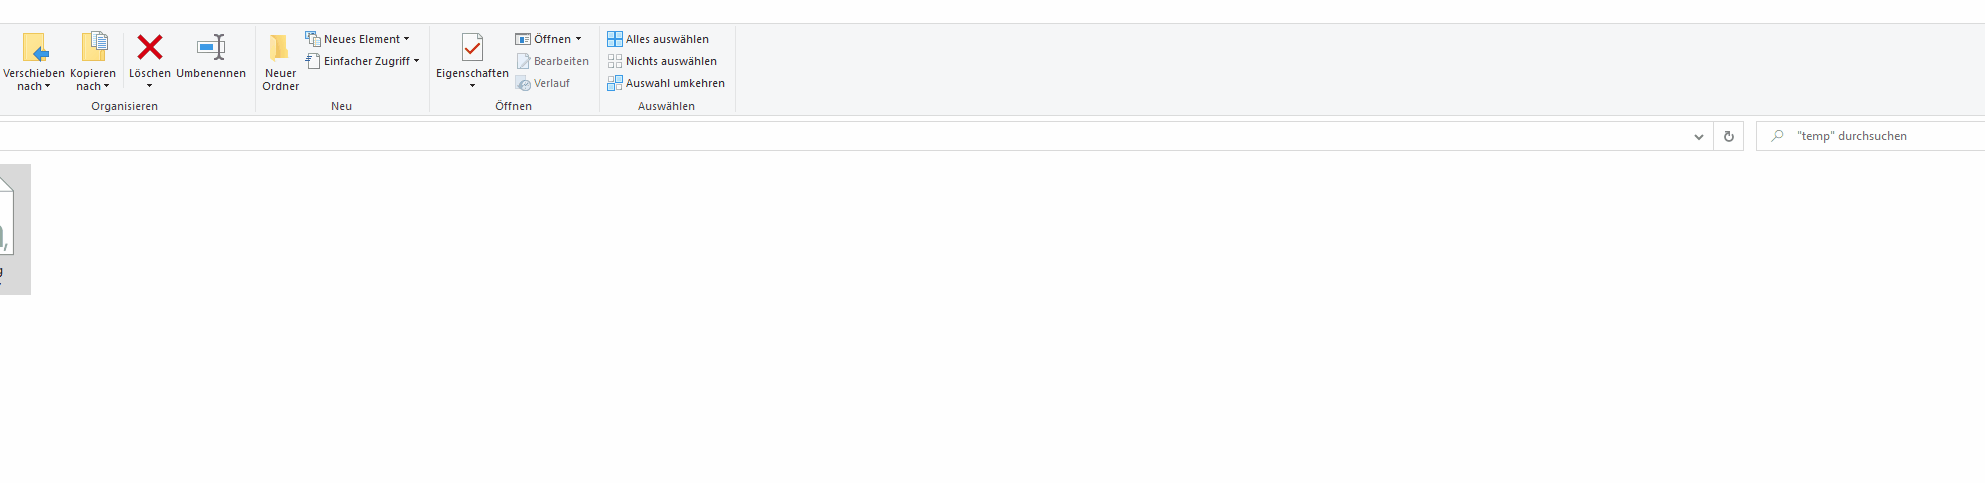 Verschieben nach
Kopieren nach
Löschen
Umbenennen
Organisieren
Neuer Ordner
Neues Element
Einfacher Zugriff
Neu
Eigenschaften
Öffnen
Bearbeiten
Verlauf
Öffnen
Alles auswählen
Nichts auswählen
Auswahl umkehren
Auswählen
"temp" durchsuchen